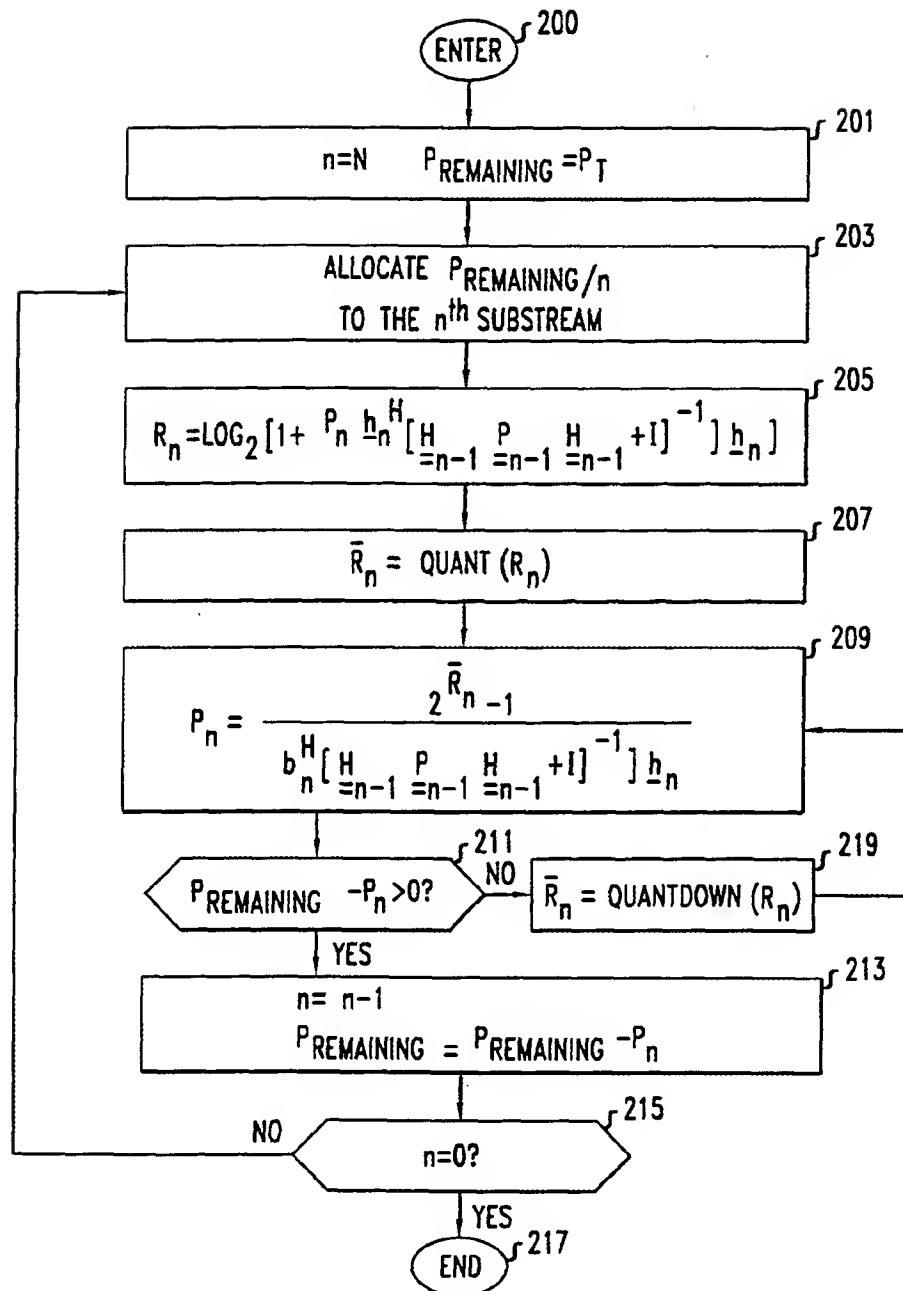 200
ENTER
201
n=N P_REMAINING = P_T
203
ALLOCATE P_REMAINING/n
TO THE n^th SUBSTREAM
205
R_n = LOG_2 [1+ P_n h_n^H [H_n-1 P_n-1 H_n-1 +I]^-1] h_n]
207
R̄_n = QUANT (R_n)
209
P_n = 2 R̄_n -1
b_n^H [H_n-1 P_n-1 H_n-1 +I]^-1] h_n
211
P_REMAINING -P_n >0?
NO
219
R̄_n = QUANTDOWN (R_n)
YES
213
n= n-1
P_REMAINING = P_REMAINING -P_n
215
NO
n=0?
YES
217
END